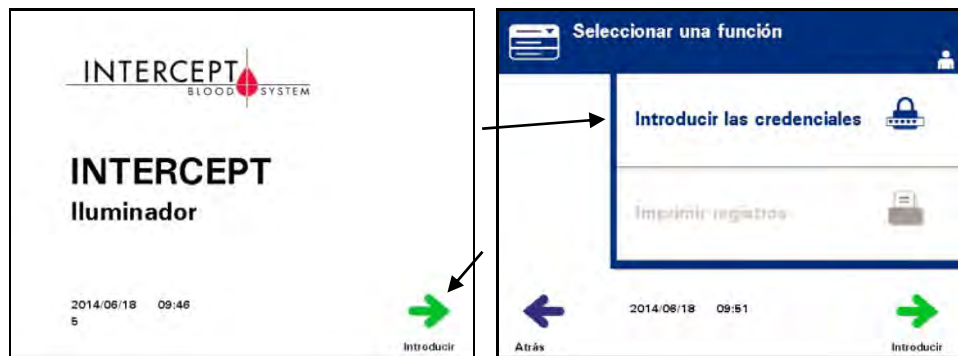 INTERCEPT
BLOOD SYSTEM
INTERCEPT
Iluminador
2014/06/18 09:46
5
Introducir
Seleccionar una función
Introducir las credenciales
Imprimir registros
2014/06/18 09:51
Atrás
Introducir